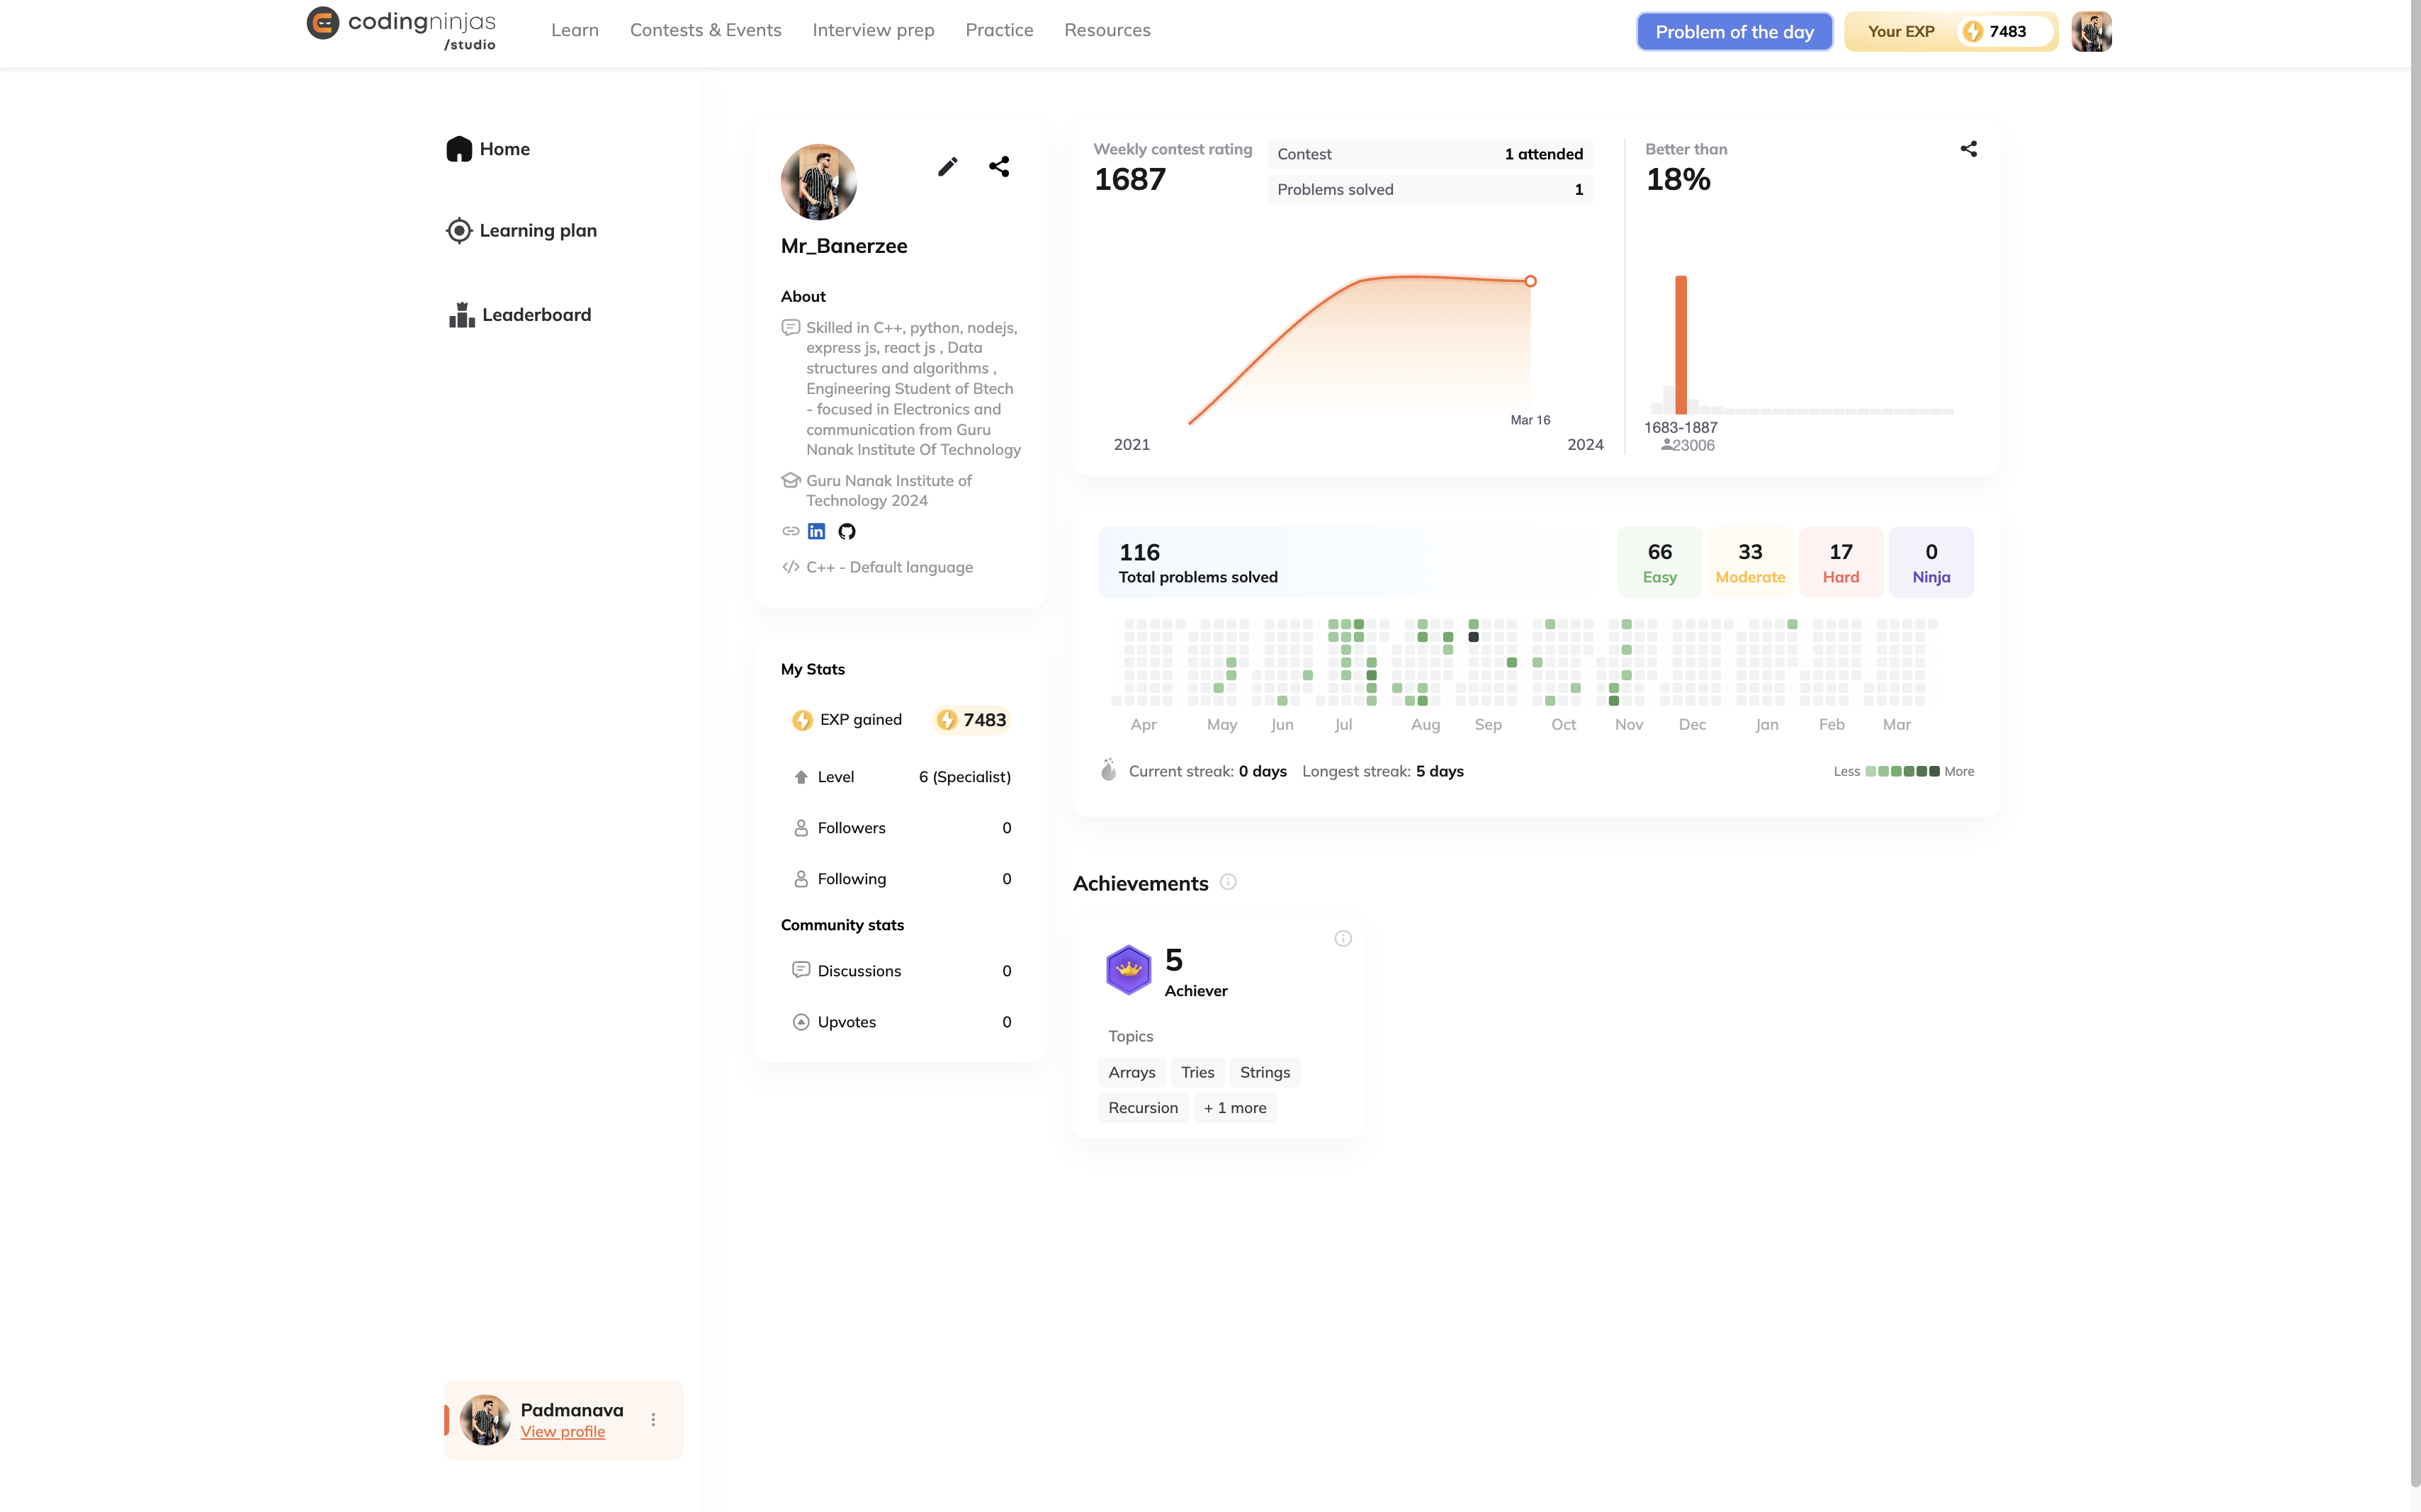 codingninjas
/studio
Learn
Contests & Events
Interview prep
Practice
Resources
Problem of the day
Your EXP
7483
Home
Learning plan
Leaderboard
Mr_Banerzee
About
Skilled in C++, python, nodejs,
express js, react js , Data
structures and algorithms ,
Engineering Student of Btech
- focused in Electronics and
communication from Guru
Nanak Institute Of Technology
Guru Nanak Institute of
Technology 2024
C++ - Default language
My Stats
EXP gained 7483
Level 6 (Specialist)
Followers 0
Following 0
Community stats
Discussions 0
Upvotes 0
Weekly contest rating
1687
Contest 1 attended
Problems solved 1
Mar 16
2021 2024
Better than
18%
1683-1887
23006
116
Total problems solved
66
Easy
33
Moderate
17
Hard
0
Ninja
Apr May Jun Jul Aug Sep Oct Nov Dec Jan Feb Mar
Current streak: 0 days Longest streak: 5 days
Less More
Achievements
5
Achiever
Topics
Arrays Tries Strings
Recursion + 1 more
Padmanava
View profile